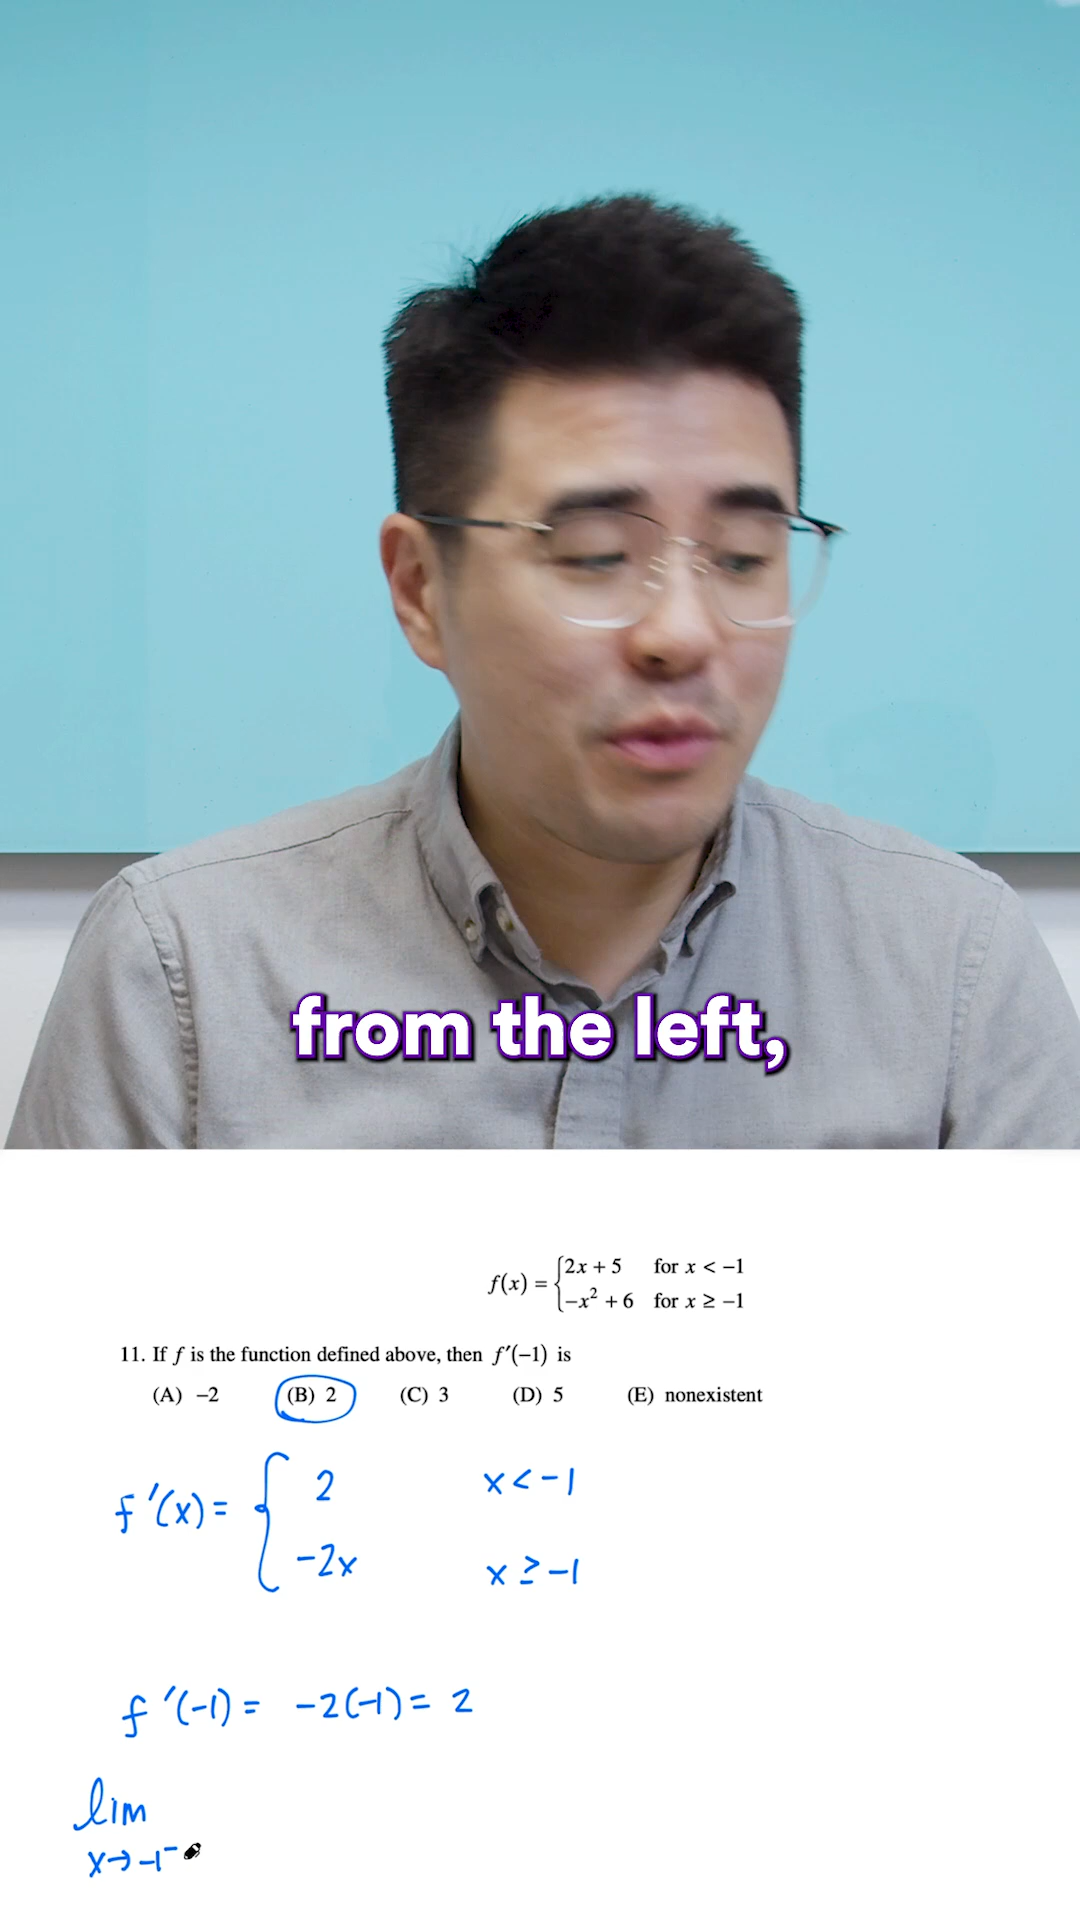 from the left,
f(x) = { 2x + 5 for x < −1
−x² + 6 for x ≥ −1
11. If f is the function defined above, then f′(−1) is
(A) −2 (B) 2 (C) 3 (D) 5 (E) nonexistent
f'(x) = { 2 x < -1
-2x x ≥ -1
f'(-1) = -2(-1) = 2
lim
x→-1⁻